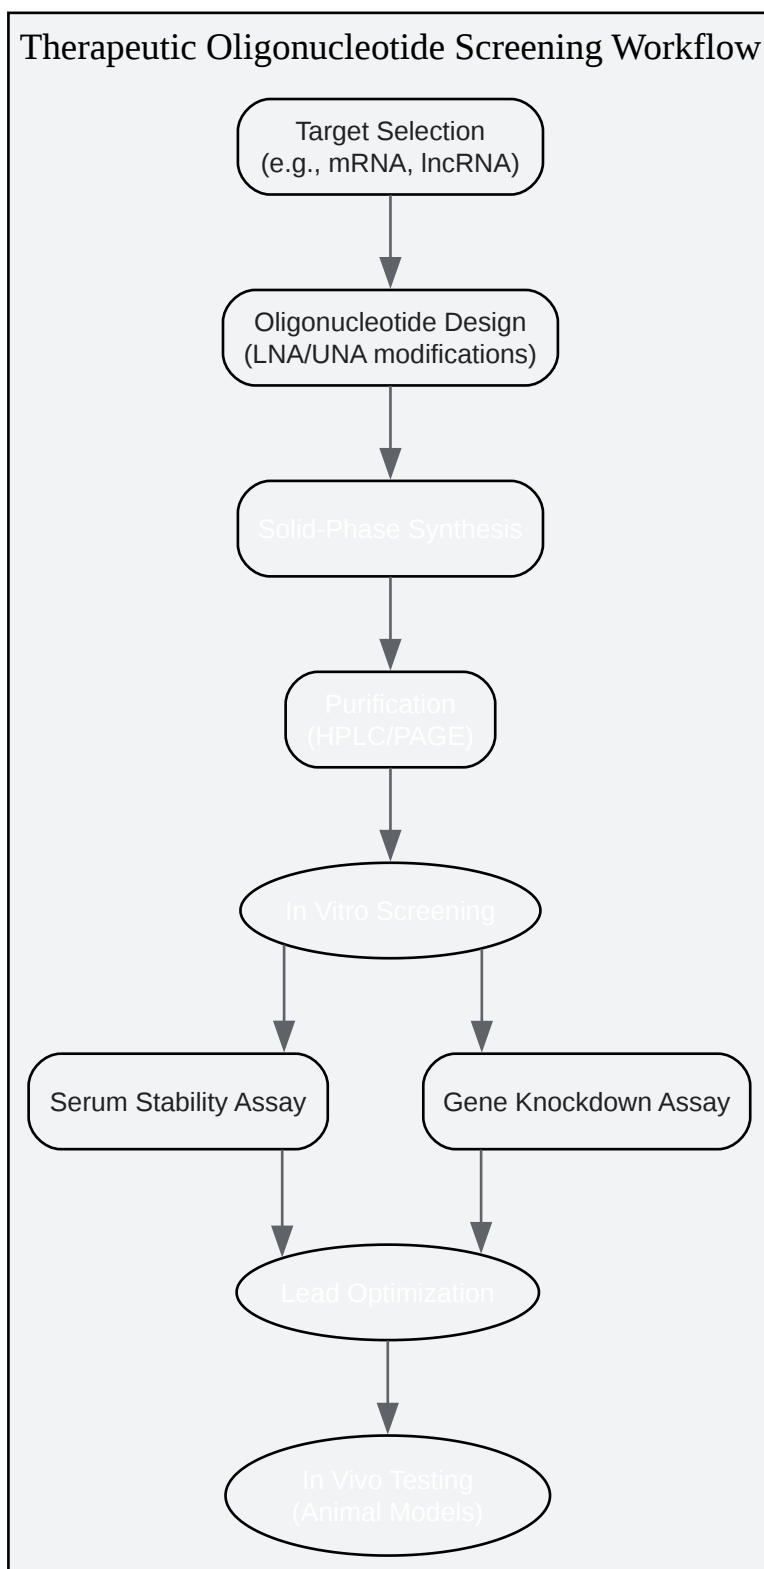 Therapeutic Oligonucleotide Screening Workflow
Target Selection
(e.g., mRNA, lncRNA)
Oligonucleotide Design
(LNA/UNA modifications)
Solid-Phase Synthesis
Purification
(HPLC/PAGE)
In Vitro Screening
Serum Stability Assay
Gene Knockdown Assay
Lead Optimization
In Vivo Testing
(Animal Models)